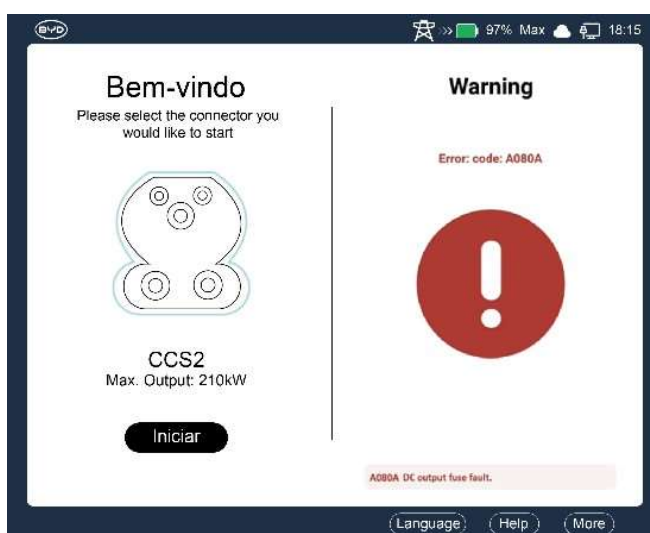 BYD
97% Max 18:15
Bem-vindo
Please select the connector you
would like to start
CCS2
Max. Output: 210kW
Iniciar
Warning
Error: code: A080A
A080A DC output fuse fault.
Language Help More